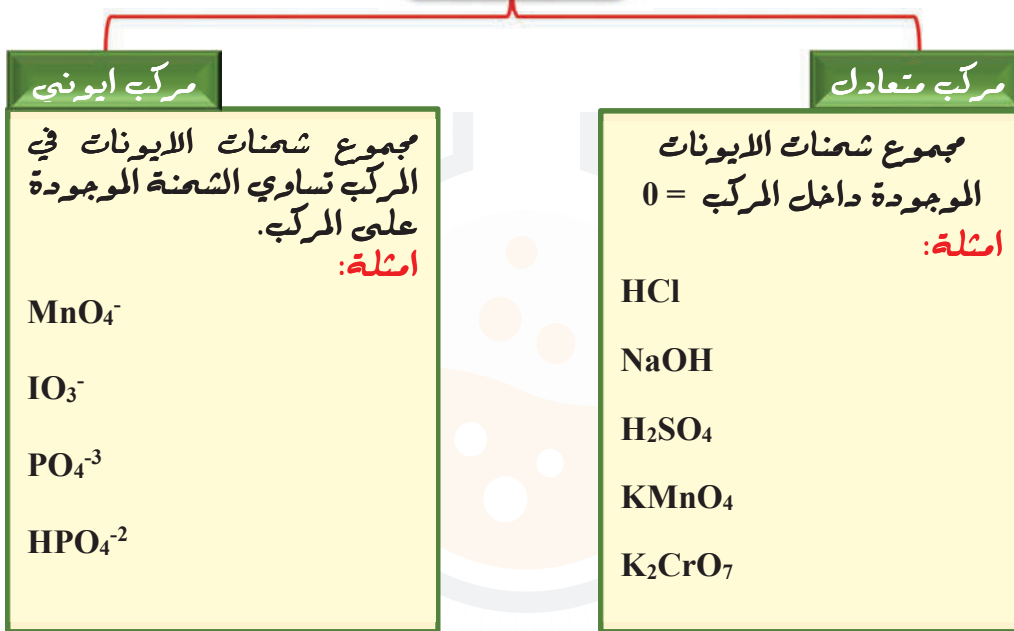 مركب متعادل
مجموع شحنات الايونات
الموجودة داخل المركب = 0
امثلة:
HCl
NaOH
H₂SO₄
KMnO₄
K₂CrO₇
مركب ايوني
مجموع شحنات الايونات في
المركب تساوي الشحنة الموجودة
على المركب.
امثلة:
MnO₄⁻
IO₃⁻
PO₄⁻³
HPO₄⁻²